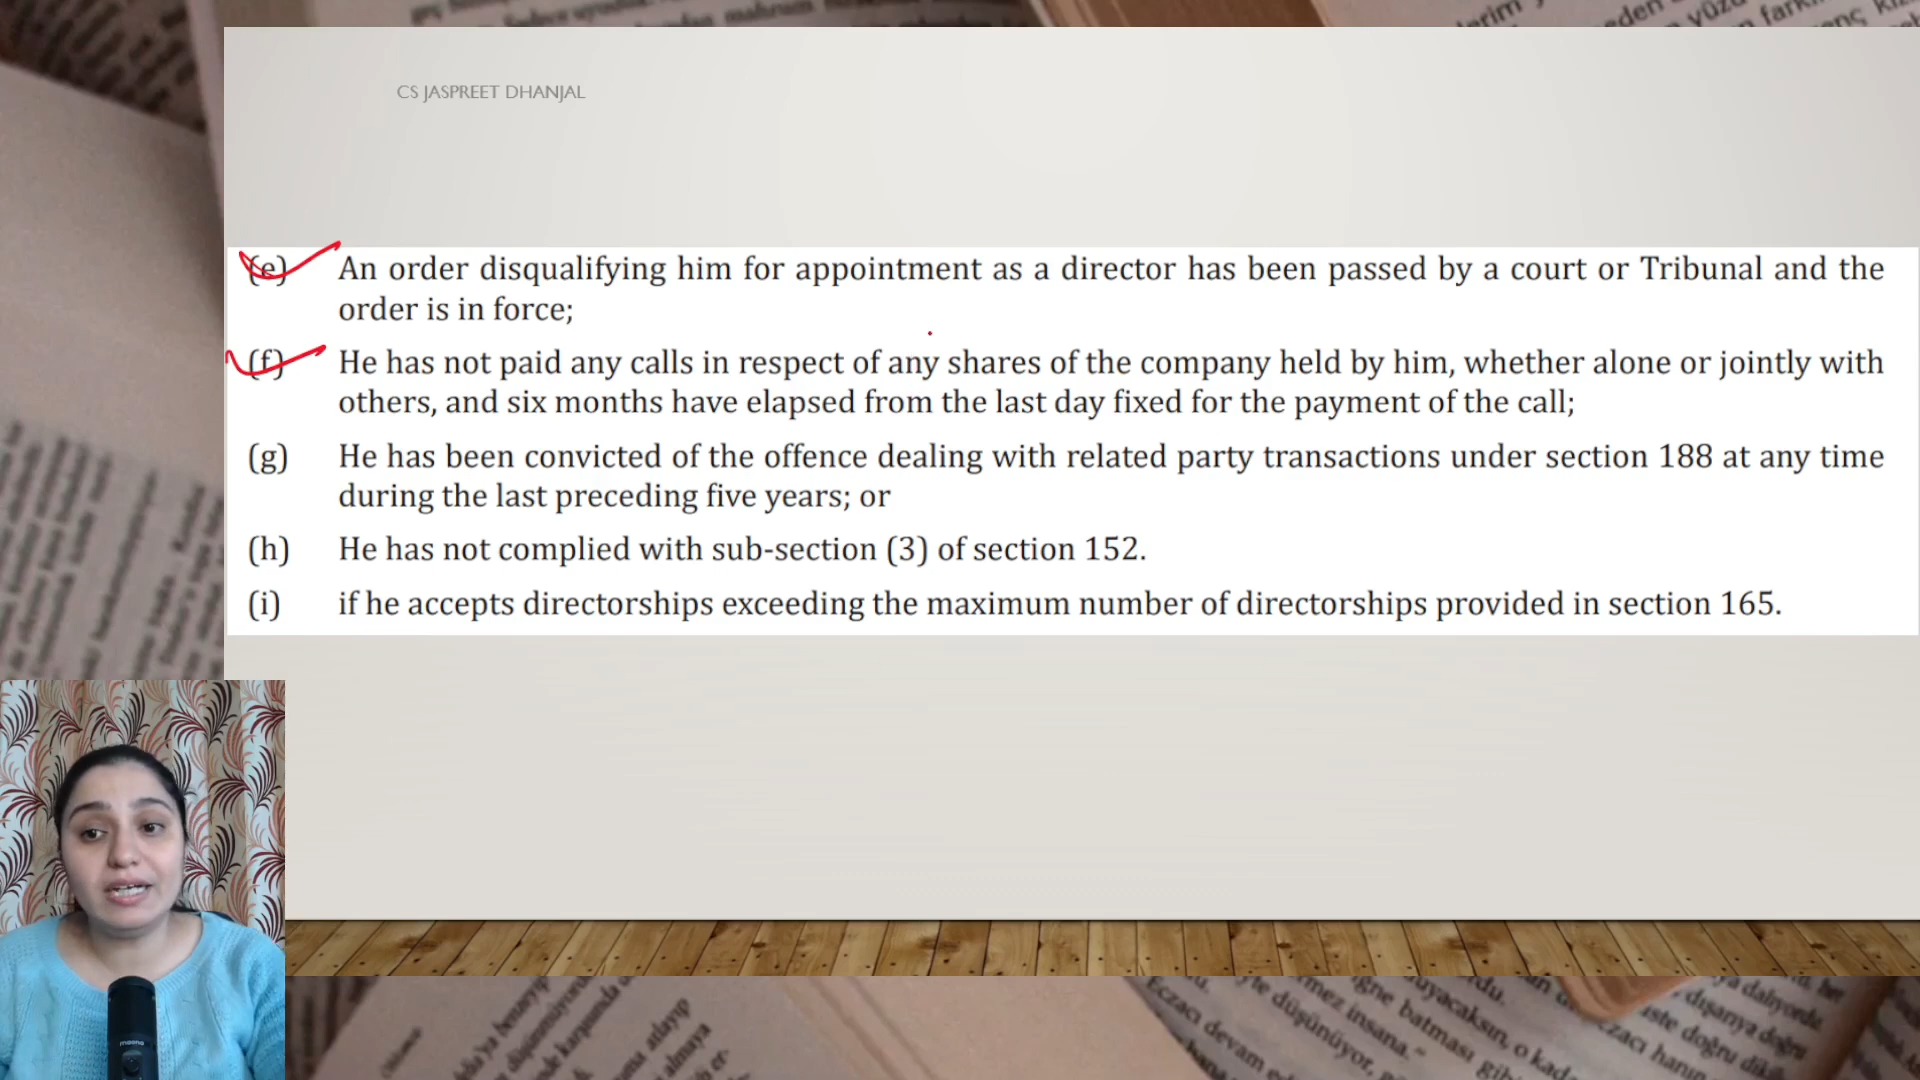 CS JASPREET DHANJAL
(e) An order disqualifying him for appointment as a director has been passed by a court or Tribunal and the
order is in force;
(f) He has not paid any calls in respect of any shares of the company held by him, whether alone or jointly with
others, and six months have elapsed from the last day fixed for the payment of the call;
(g) He has been convicted of the offence dealing with related party transactions under section 188 at any time
during the last preceding five years; or
(h) He has not complied with sub-section (3) of section 152.
(i) if he accepts directorships exceeding the maximum number of directorships provided in section 165.
maono